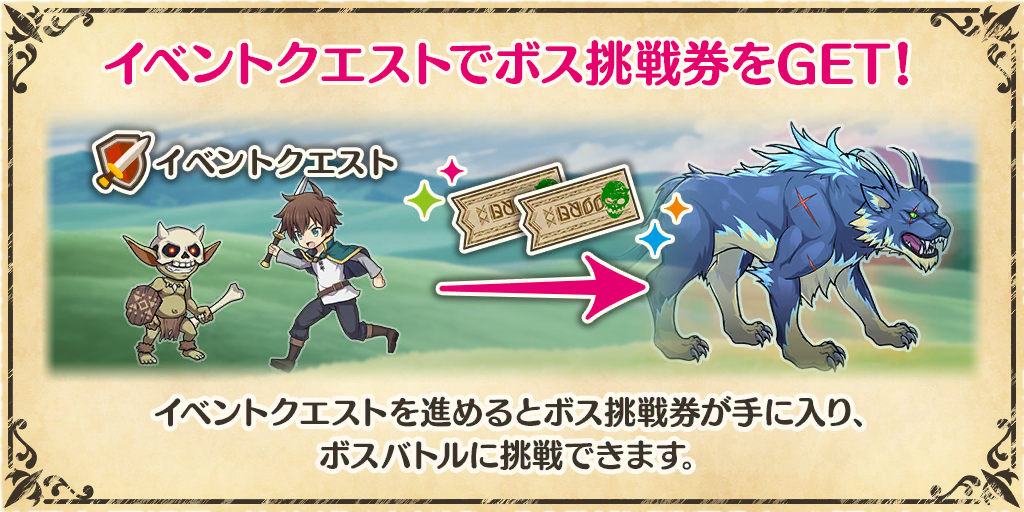 イベントクエストでボス挑戦券をGET!
イベントクエスト
イベントクエストを進めるとボス挑戦券が手に入り、
ボスバトルに挑戦できます。